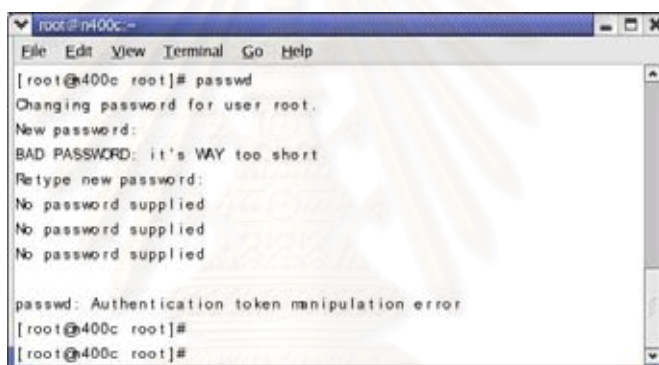 root@n400c:~
File Edit View Terminal Go Help
[root@n400c root]# passwd
Changing password for user root.
New password:
BAD PASSWORD: it's WAY too short
Retype new password:
No password supplied
No password supplied
No password supplied
passwd: Authentication token manipulation error
[root@n400c root]#
[root@n400c root]#